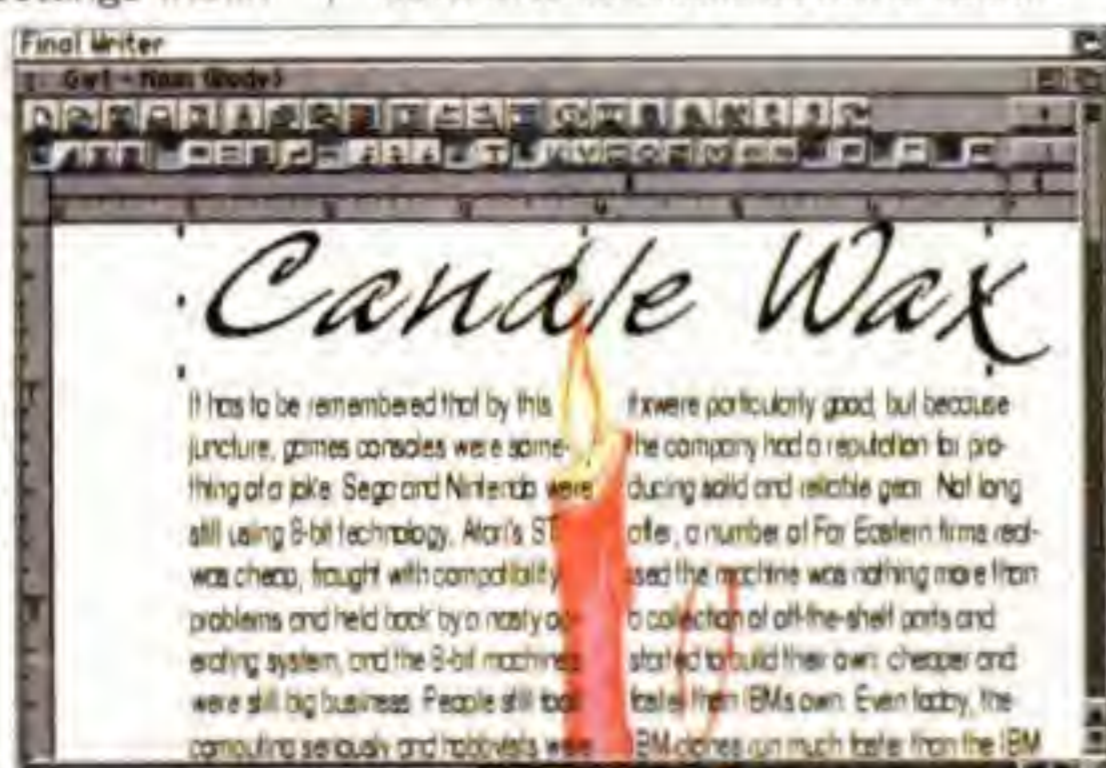 Final Writer
Candle Wax
It has to be remembered that by this
juncture, games consoles were some-
thing of a joke. Sega and Nintendo were
still using 8-bit technology, Atari's ST
was cheap, fraught with compatibility
problems and held back by a nasty op-
erating system, and the 8-bit machines
were still big business. People still took
computing seriously and hobbyists were
were particularly good, but because
the company had a reputation for pro-
ducing solid and reliable gear. Not long
after, a number of Far Eastern firms real-
ised the machine was nothing more than
a collection of off-the-shelf parts and
started to build their own cheaper and
faster than IBMs own. Even today, the
IBM clones run much faster than the IBM